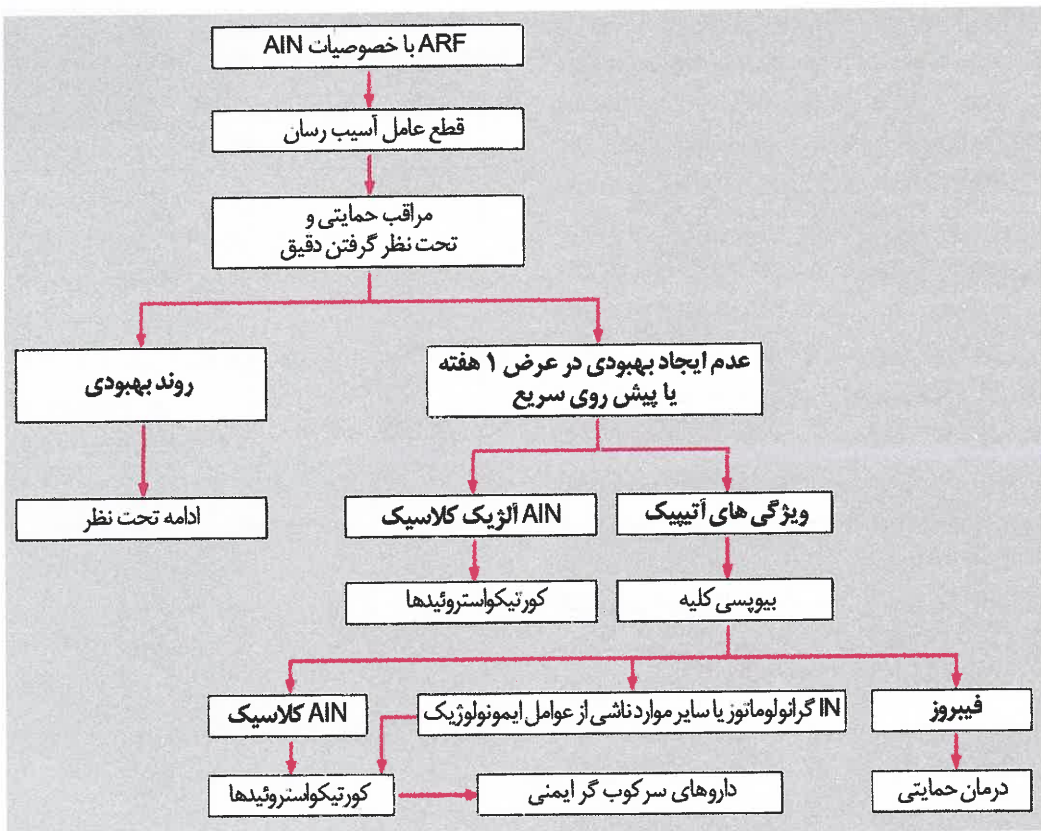 ARF با خصوصیات AIN
قطع عامل آسیب رسان
مراقب حمایتی و
تحت نظر گرفتن دقیق
عدم ایجاد بهبودی در عرض ۱ هفته
یا پیش روی سریع
روند بهبودی
ادامه تحت نظر
ویژگی های آتیپیک
AIN آلژیک کلاسیک
بیوپسی کلیه
کورتیکواستروئیدها
فیبروز
IN گرانولوماتوز یا سایر موارد ناشی از عوامل ایمونولوژیک
AIN کلاسیک
درمان حمایتی
داروهای سرکوب گر ایمنی
کورتیکواستروئیدها